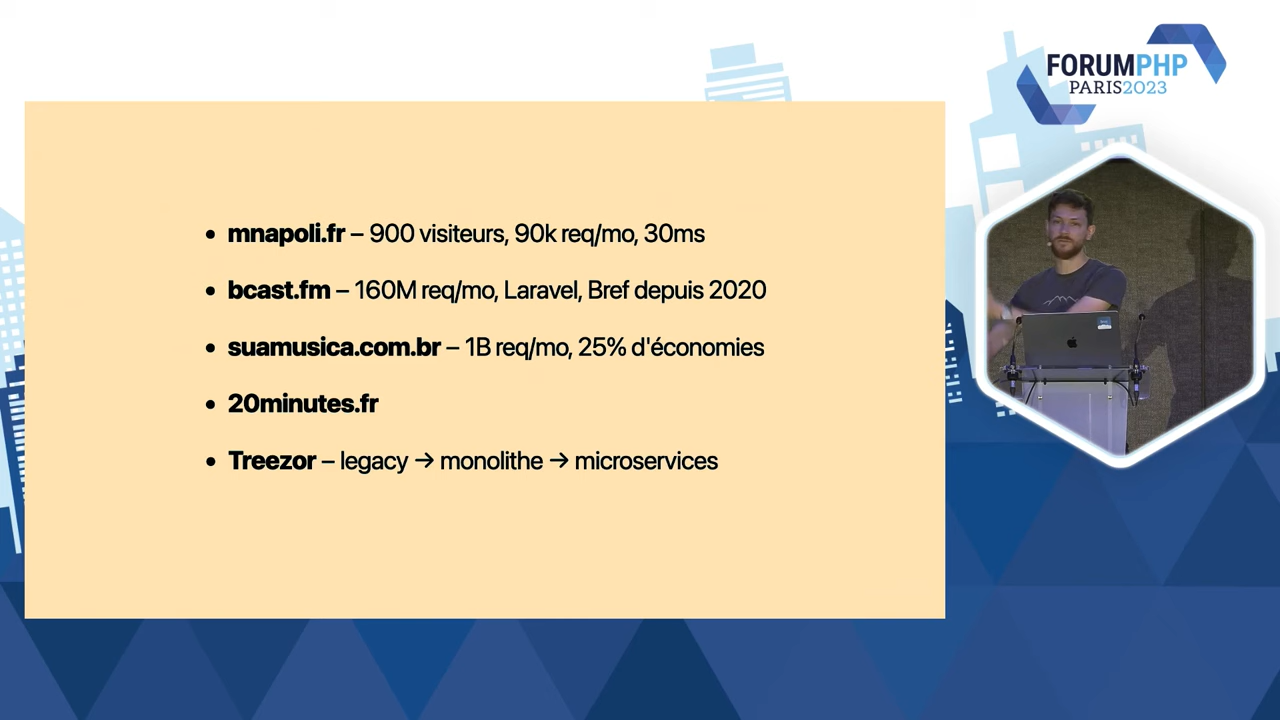 FORUMPHP
PARIS2023
• mnapoli.fr – 900 visiteurs, 90k req/mo, 30ms
• bcast.fm – 160M req/mo, Laravel, Bref depuis 2020
• suamusica.com.br – 1B req/mo, 25% d'économies
• 20minutes.fr
• Treezor – legacy → monolithe → microservices